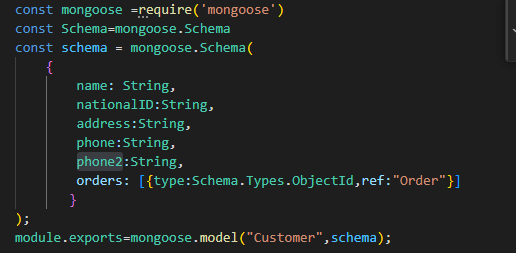 const mongoose =require('mongoose')
const Schema=mongoose.Schema
const schema = mongoose.Schema(
{
name: String,
nationalID:String,
address:String,
phone:String,
phone2:String,
orders: [{type:Schema.Types.ObjectId,ref:"Order"}]
}
);
module.exports=mongoose.model("Customer",schema);